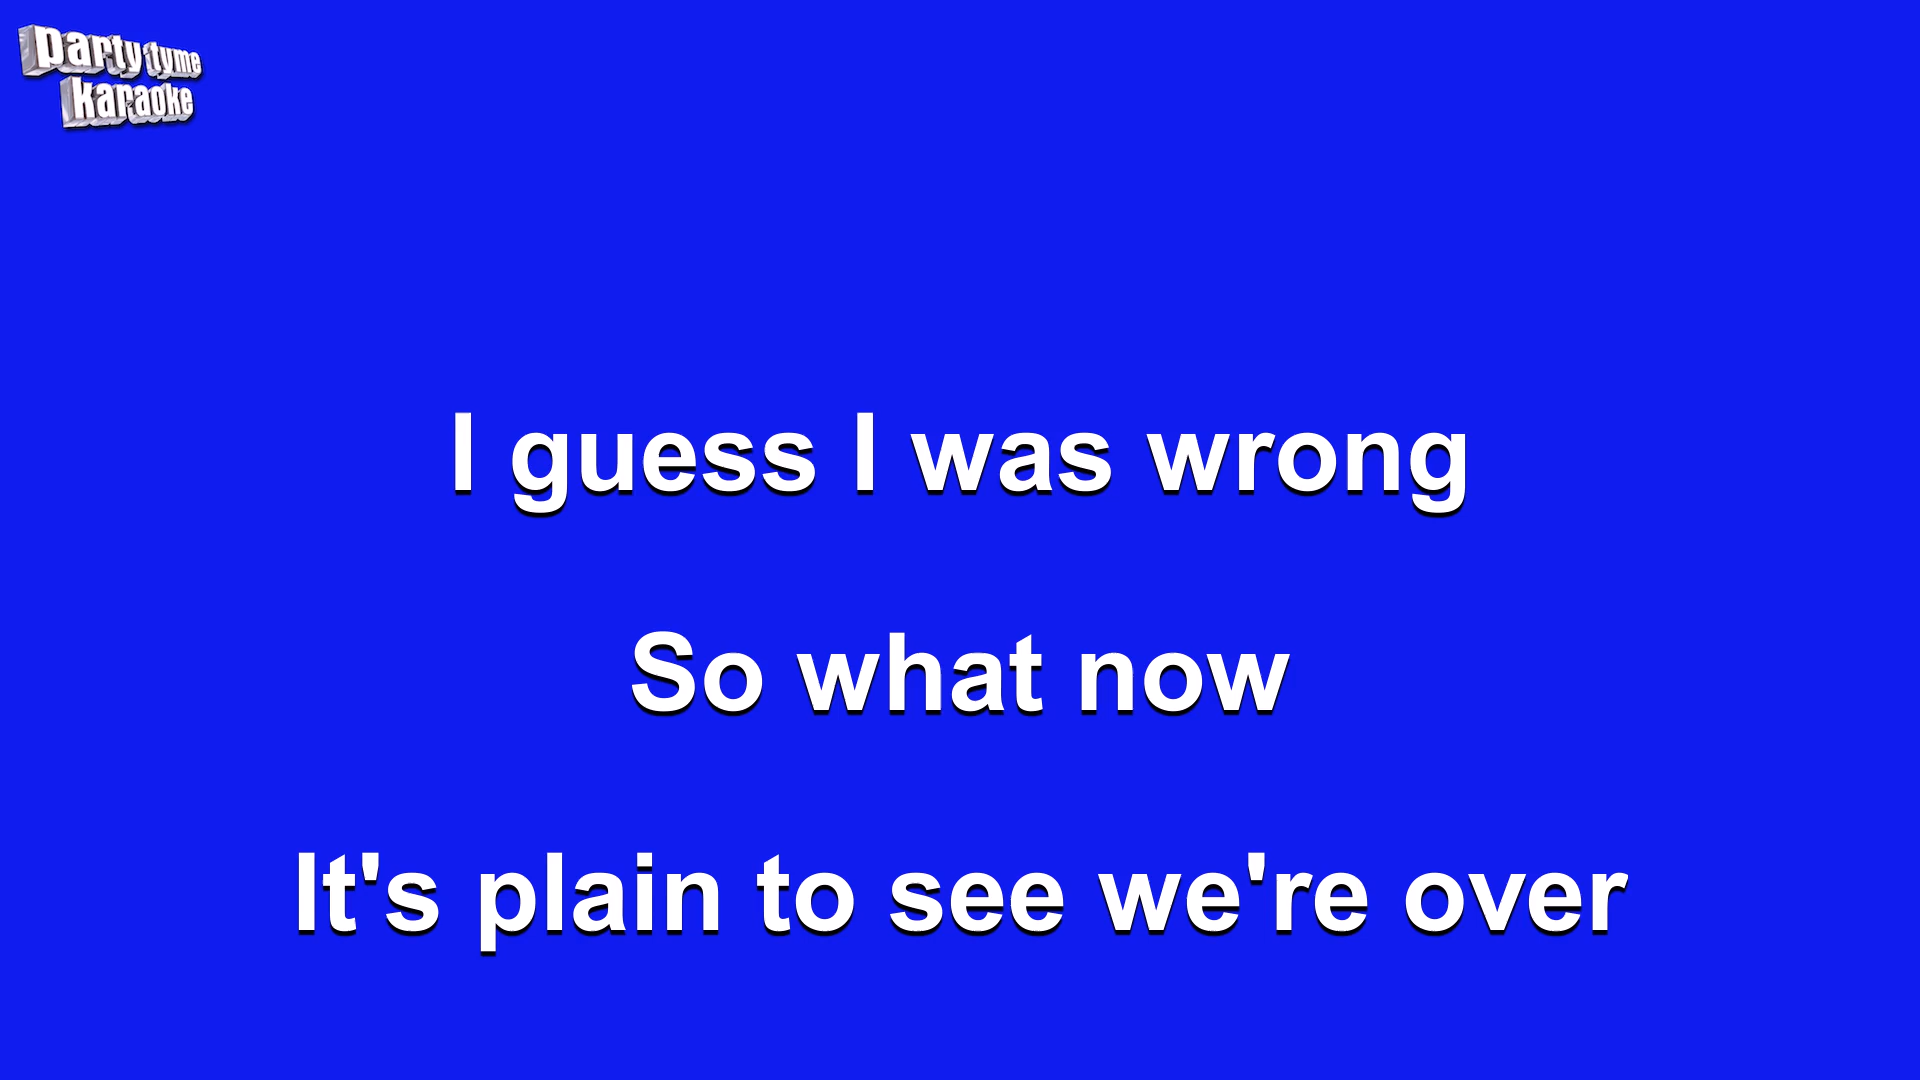 party tyme
karaoke
I guess I was wrong
So what now
It's plain to see we're over